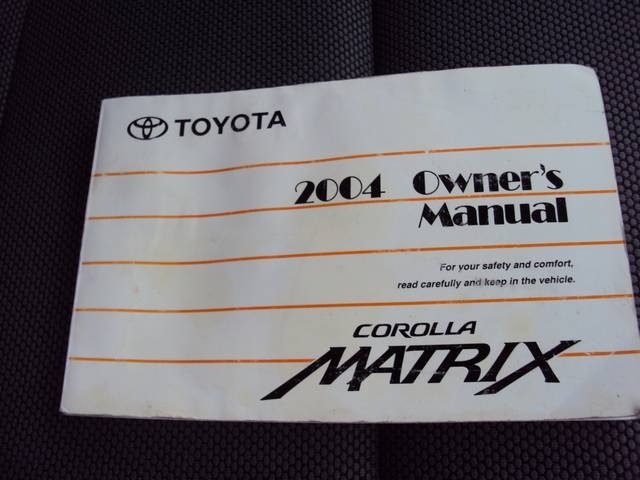 TOYOTA
2004 Owner's
Manual
For your safety and comfort,
read carefully and keep in the vehicle.
COROLLA
MATRIX